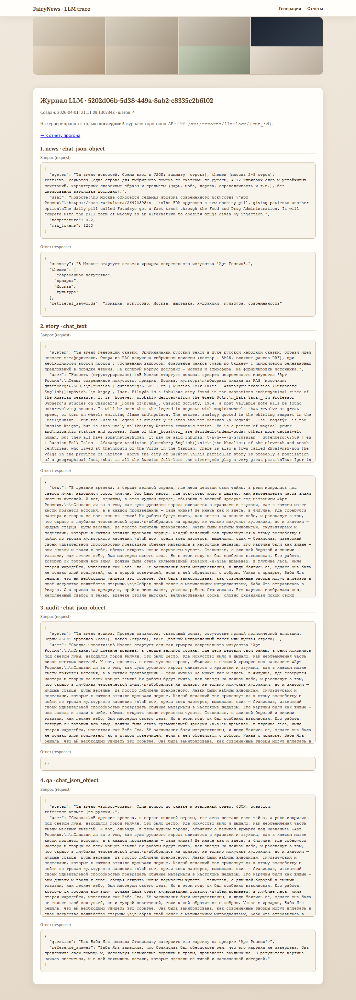 FairyNews · LLM trace
Генерация
Отчёты
Журнал LLM · 5202d06b-5d38-449a-8ab2-c8335e2b6102
Создан: 2026-04-01T21:11:09.130234Z · шагов: 4
На сервере хранятся только последние 5 журналов прогонов. API: GET /api/reports/llm-logs/{run_id}.
← К отчёту прогона
1. news · chat_json_object
Запрос (request)
{
"system": "Ты агент новостей. Сожми вход в JSON: summary (строка), themes (массив 2–5 строк),
retrieval_keywords (одна строка для гибридного поиска по сказкам: по-русски, 4–12 ключевых слов и устойчивых
сочетаний, характерных сказочные образы и предметы (царь, изба, дорога, справедливость и т.п.), без
цитирования заголовка дословно).",
"user": "Новость:\nВ Москве откроется седьмая ярмарка современного искусства \"Арт
Россия\"\nhttps://tass.ru/kultura/26970395\n---\nThe FDA approves a new obesity pill, giving patients another
option\nThe daily pill called Foundayo got a fast track through the Food and Drug Administration. It will
compete with the pill form of Wegovy as an alternative to obesity drugs given by injection.",
"temperature": 0.2,
"max_tokens": 1200
}
Ответ (response)
{
"summary": "В Москве стартует седьмая ярмарка современного искусства 'Арт Россия'.",
"themes": [
"современное искусство",
"ярмарка",
"Москва",
"культура"
],
"retrieval_keywords": "ярмарка, искусство, Москва, выставка, художники, культура, современность"
}
2. story · chat_text
Запрос (request)
{
"system": "Ты агент генерации сказки. Оригинальный русский текст в духе русской народной сказки; отрази идеи
новости метафорически. Опора из RAG получена гибридным поиском (вектор + BM25, слияние рангов RRF), при
необходимости второй проход с уточнённым запросом; фрагменты чанков сжаты по бюджету с приоритетом релевантных
предложений в порядке чтения. Не копируй корпус дословно — мотивы и атмосфера, не формулировки источника.",
"user": "Новость (структурировано):\nВ Москве стартует седьмая ярмарка современного искусства 'Арт
Россия'.\nТемы: современное искусство, ярмарка, Москва, культура\n\nОпорная сказка из RAG (источник:
gutenberg:62509):\n[russian | gutenberg:62509 | en | Russian Folk-Tales — Afanasyev tradition (Gutenberg
English)]\npóvich.’\n_Angey_, Tsar. Filuyán is a fabulous city found in the cantations and\nmystical rites of
the Russian peasants. It is, however, probably derived\nfrom the Greek θύλη.\n_Bába Yagá._ In Professor
Sypherd’s studies on Chaucer’s _House of\nFame_, Chaucer Society, 1904, a most valuable note will be found
on\nrevolving houses. It will be seen that the legend is cognate with magic\nwheels that revolve at great
speed, or turn on wheels emitting flame and\npoison. The nearest analogy quoted is the whirling rampart in the
_Mael\nDuinn_, but the Russian legend is evidently related and not derived.\n_Bogatýr._ The _bogatýr_ is the
Russian Knight, but is absolutely unlike\nany Western romantic notion. He is a person of magical power
and\ngigantic stature and prowess. Some of the _bogatyrí_ are decidedly\ndemi-gods; others more decisively
human; but they all have some\nsuperhuman, it may be said inhuman, t\n\n---\n\n[russian | gutenberg:62509 | en
| Russian Folk-Tales — Afanasyev tradition (Gutenberg English)]\nle\n(the Khvalísi) of the eleventh and tenth
centuries, who lived at the\nmouth of the Vólga in the Caspian. There is also a town called Khvalýnsk\non the
Vólga in the province of Sarátov, above the city of Sarátov.\nThis particular story is probably a poetization
of a geographical fact,\nbut in all the Russian folk-lore the river-gods play a very great part.\nThus Igor in
Ответ (response)
{
"text": "В древние времена, в сердце великой страны, где леса шептали свои тайны, а реки искрились под
светом луны, находился город Филуян. Это было место, где искусство жило и дышало, как неотъемлемая часть жизни
местных жителей. И вот, однажды, в этом чудном городе, объявили о великой ярмарке под названием «Арт
Россия».\n\nСлышали ли вы о том, как душа русского народа сливается с красками и звуками, как в каждом мазке
кисти прячется история, а в каждом произведении — сама жизнь? Не иначе как и здесь, в Филуяне, где соберутся
мастера и творцы со всех концов земли! Их работы будут сиять, как звезды на ночном небе, и расскажут о том,
что скрыто в глубинах человеческой души.\n\nСобрались на ярмарку не только искусные художники, но и знатоки —
мудрые старцы, шуты весёлые, да просто любители прекрасного. Лавки были набиты живописью, скульптурами и
поделками, которые в каждом взгляде пронзали сердце. Каждый желающий мог прикоснуться к этому волшебству и
пойти по тропам культурного наследия.\n\nИ вот, среди всех мастеров, выделялся один — Станислав, известный
своей удивительной способностью превращать обычные материалы в настоящие шедевры. Его картины были как живые —
они дышали и звали к себе, обещая открыть новые горизонты чувств. Станислав, с длинной бородой и синими
глазами, как летнее небо, был мастером своего дела. Но в этом году он был особенно взволнован. Его работа,
которую он готовил всю зиму, должна была стать кульминацией ярмарки.\n\nТем временем, в глубине леса, жила
старая чародейка, известная как Баба Яга. Её заклинания были могущественны, и люди боялись её, однако она была
не только злой колдуньей, но и мудрой советчицей, если к ней обратиться с добром. Узнав о ярмарке, Баба Яга
решила, что ей необходимо увидеть это событие. Она была заинтригована, как современные творцы могут вплетать в
своё искусство волшебство старины.\n\nСобрав свой мешок с магическими ингредиентами, Баба Яга отправилась в
Филуян. Она пришла на ярмарку и, пройдя мимо лавок, увидела работы Станислава. Его картина изображала лес,
наполненный светом и тенью, вдалеке стояла высокая, величественная сосна, словно охраняющая покой своих
3. audit · chat_json_object
Запрос (request)
{
"system": "Ты агент аудита. Проверь связность, сказочный стиль, отсутствие прямой политической агитации.
Верни JSON: approved (bool), notes (строка), tale (полный исправленный текст или пустая строка).",
"user": "Сводка новости:\nВ Москве стартует седьмая ярмарка современного искусства 'Арт
Россия'.\n\nСказка:\nВ древние времена, в сердце великой страны, где леса шептали свои тайны, а реки искрились
под светом луны, находился город Филуян. Это было место, где искусство жило и дышало, как неотъемлемая часть
жизни местных жителей. И вот, однажды, в этом чудном городе, объявили о великой ярмарке под названием «Арт
Россия».\n\nСлышали ли вы о том, как душа русского народа сливается с красками и звуками, как в каждом мазке
кисти прячется история, а в каждом произведении — сама жизнь? Не иначе как и здесь, в Филуяне, где соберутся
мастера и творцы со всех концов земли! Их работы будут сиять, как звезды на ночном небе, и расскажут о том,
что скрыто в глубинах человеческой души.\n\nСобрались на ярмарку не только искусные художники, но и знатоки —
мудрые старцы, шуты весёлые, да просто любители прекрасного. Лавки были набиты живописью, скульптурами и
поделками, которые в каждом взгляде пронзали сердце. Каждый желающий мог прикоснуться к этому волшебству и
пойти по тропам культурного наследия.\n\nИ вот, среди всех мастеров, выделялся один — Станислав, известный
своей удивительной способностью превращать обычные материалы в настоящие шедевры. Его картины были как живые —
они дышали и звали к себе, обещая открыть новые горизонты чувств. Станислав, с длинной бородой и синими
глазами, как летнее небо, был мастером своего дела. Но в этом году он был особенно взволнован. Его работа,
которую он готовил всю зиму, должна была стать кульминацией ярмарки.\n\nТем временем, в глубине леса, жила
старая чародейка, известная как Баба Яга. Её заклинания были могущественны, и люди боялись её, однако она была
не только злой колдуньей, но и мудрой советчицей, если к ней обратиться с добром. Узнав о ярмарке, Баба Яга
решила, что ей необходимо увидеть это событие. Она была заинтригована, как современные творцы могут вплетать в
Ответ (response)
{}
4. qa · chat_json_object
Запрос (request)
{
"system": "Ты агент «вопрос-ответ». Один вопрос по сказке и эталонный ответ. JSON: question,
reference_answer (по-русски).",
"user": "Сказка:\nВ древние времена, в сердце великой страны, где леса шептали свои тайны, а реки искрились
под светом луны, находился город Филуян. Это было место, где искусство жило и дышало, как неотъемлемая часть
жизни местных жителей. И вот, однажды, в этом чудном городе, объявили о великой ярмарке под названием «Арт
Россия».\n\nСлышали ли вы о том, как душа русского народа сливается с красками и звуками, как в каждом мазке
кисти прячется история, а в каждом произведении — сама жизнь? Не иначе как и здесь, в Филуяне, где соберутся
мастера и творцы со всех концов земли! Их работы будут сиять, как звезды на ночном небе, и расскажут о том,
что скрыто в глубинах человеческой души.\n\nСобрались на ярмарку не только искусные художники, но и знатоки —
мудрые старцы, шуты весёлые, да просто любители прекрасного. Лавки были набиты живописью, скульптурами и
поделками, которые в каждом взгляде пронзали сердце. Каждый желающий мог прикоснуться к этому волшебству и
пойти по тропам культурного наследия.\n\nИ вот, среди всех мастеров, выделялся один — Станислав, известный
своей удивительной способностью превращать обычные материалы в настоящие шедевры. Его картины были как живые —
они дышали и звали к себе, обещая открыть новые горизонты чувств. Станислав, с длинной бородой и синими
глазами, как летнее небо, был мастером своего дела. Но в этом году он был особенно взволнован. Его работа,
которую он готовил всю зиму, должна была стать кульминацией ярмарки.\n\nТем временем, в глубине леса, жила
старая чародейка, известная как Баба Яга. Её заклинания были могущественны, и люди боялись её, однако она была
не только злой колдуньей, но и мудрой советчицей, если к ней обратиться с добром. Узнав о ярмарке, Баба Яга
решила, что ей необходимо увидеть это событие. Она была заинтригована, как современные творцы могут вплетать в
своё искусство волшебство старины.\n\nСобрав свой мешок с магическими ингредиентами, Баба Яга отправилась в
Ответ (response)
{
"question": "Как Баба Яга помогла Станиславу завершить его картину на ярмарке 'Арт Россия'?",
"reference_answer": "Баба Яга заметила, что Станислав был обеспокоен тем, что его картина не завершена. Она
предложила свою помощь и, используя магические порошки и травы, произнесла заклинание. В результате картина
начала светиться, и в ней появились детали, которые сделали её живой и наполненной историей."
}